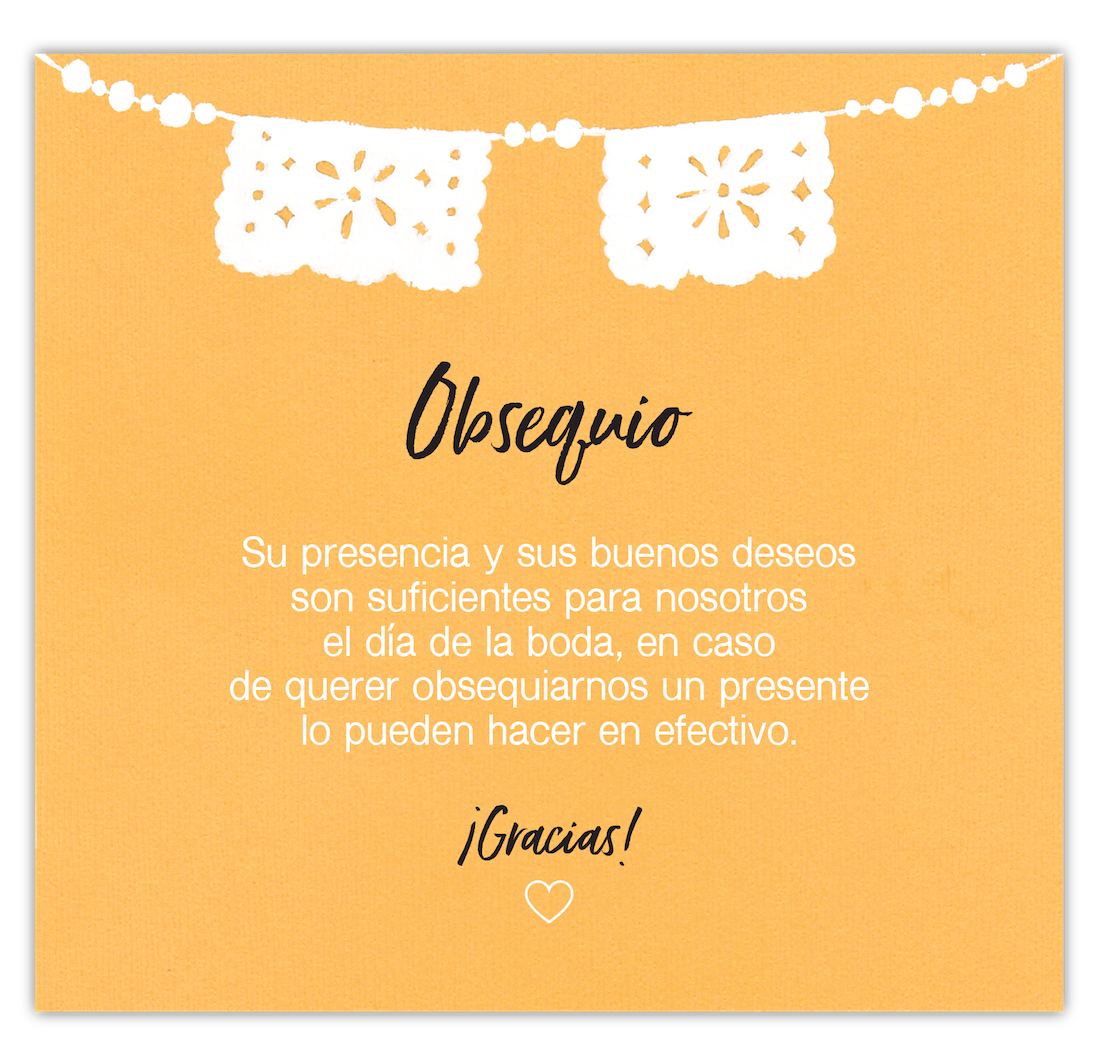 Obsequio
Su presencia y sus buenos deseos
son suficientes para nosotros
el día de la boda, en caso
de querer obsequiarnos un presente
lo pueden hacer en efectivo.
¡Gracias!